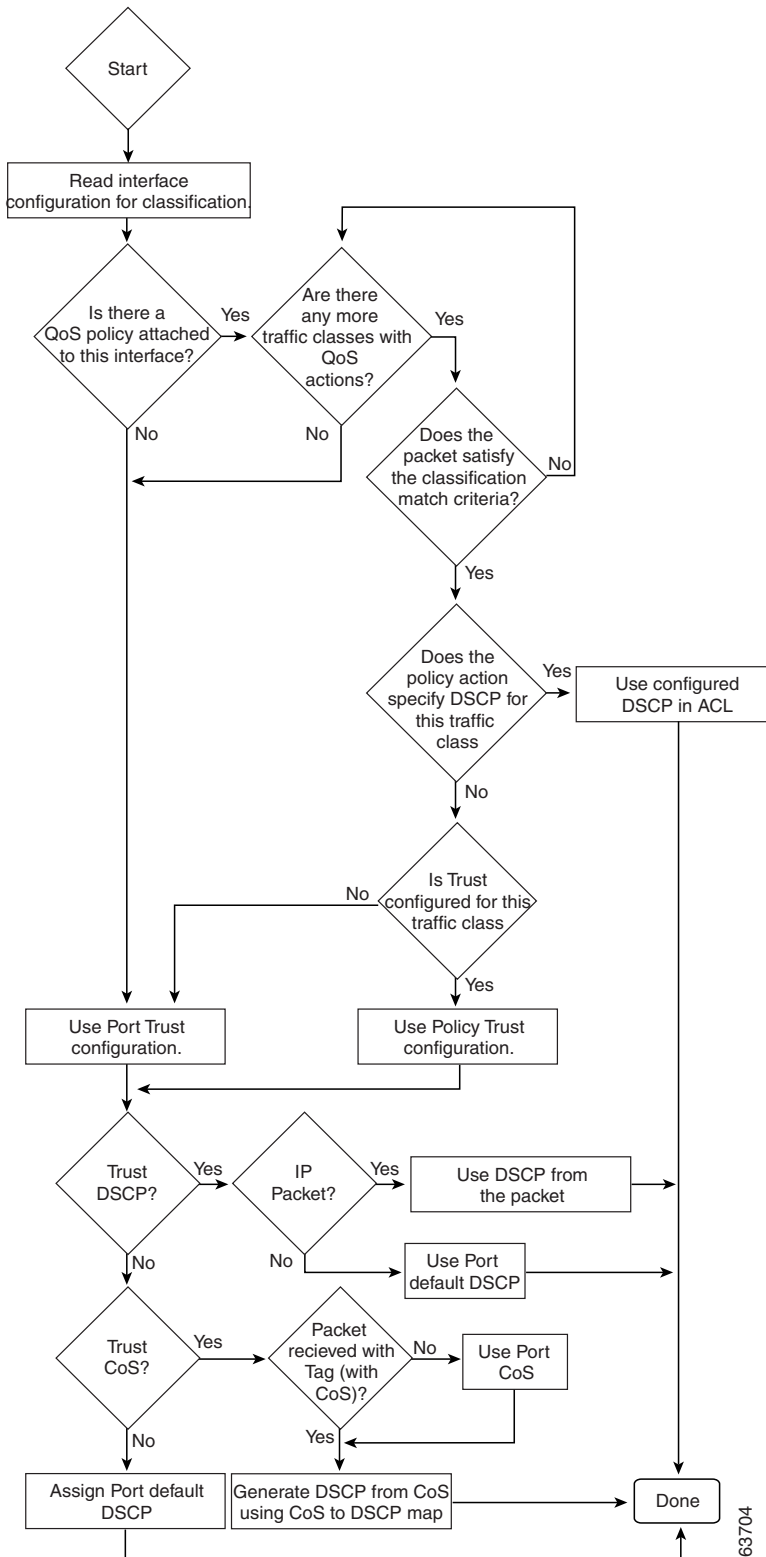 Start
Read interface
configuration for classification.
Is there a
QoS policy attached
to this interface?
Yes
No
Are there
any more
traffic classes with
QoS
actions?
Yes
No
Does the
packet satisfy
the classification
match criteria?
No
Yes
Does the
policy action
specify DSCP for
this traffic
class
Yes
Use configured
DSCP in ACL
No
Is Trust
configured for this
traffic class
No
Yes
Use Port Trust
configuration.
Use Policy Trust
configuration.
Trust
DSCP?
Yes
No
IP
Packet?
Yes
Use DSCP from
the packet
No
Use Port
default DSCP
Trust
CoS?
Yes
No
Packet
recieved with
Tag (with
CoS)?
No
Use Port
CoS
Yes
Assign Port default
DSCP
Generate DSCP from CoS
using CoS to DSCP map
Done
63704